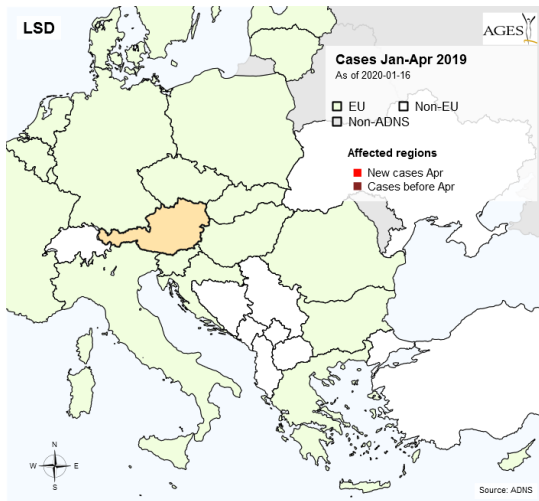 LSD
AGES
Cases Jan-Apr 2019
As of 2020-01-16
EU
Non-EU
Non-ADNS
Affected regions
New cases Apr
Cases before Apr
N
W
E
S
Source: ADNS